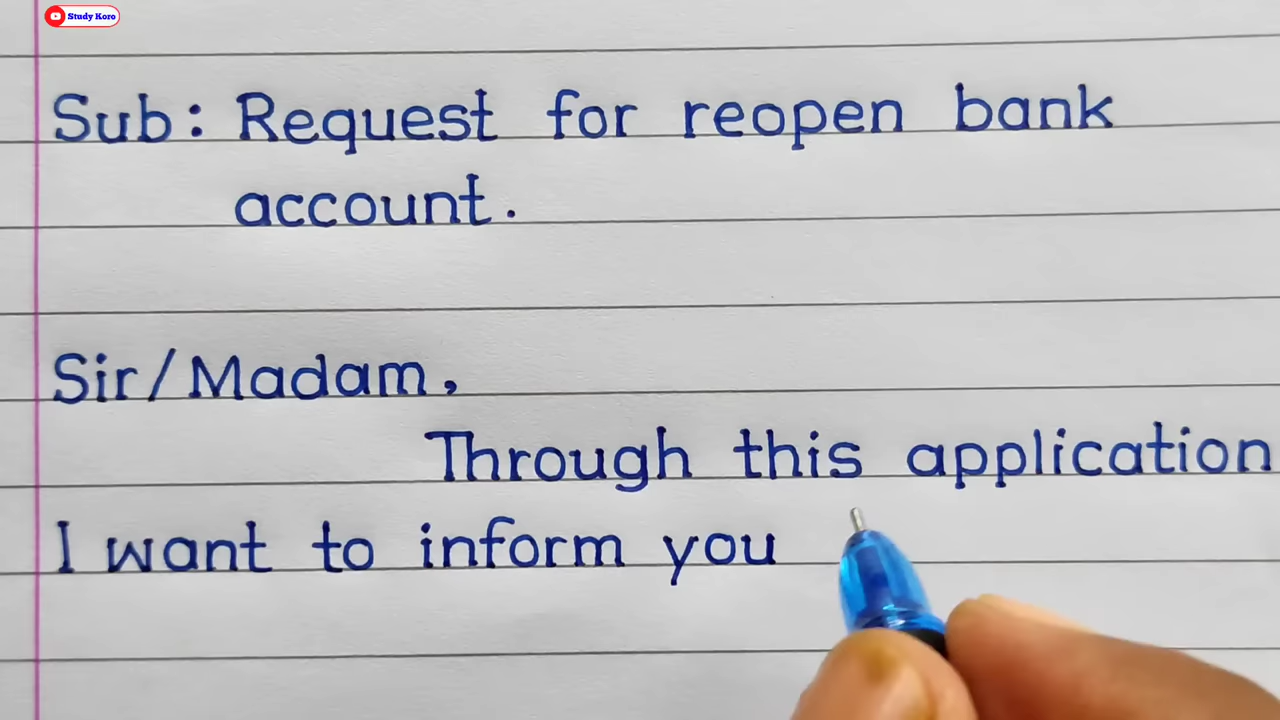 Study Koro
Sub: Request for reopen bank
account.
Sir/Madam,
Through this application
I want to inform you